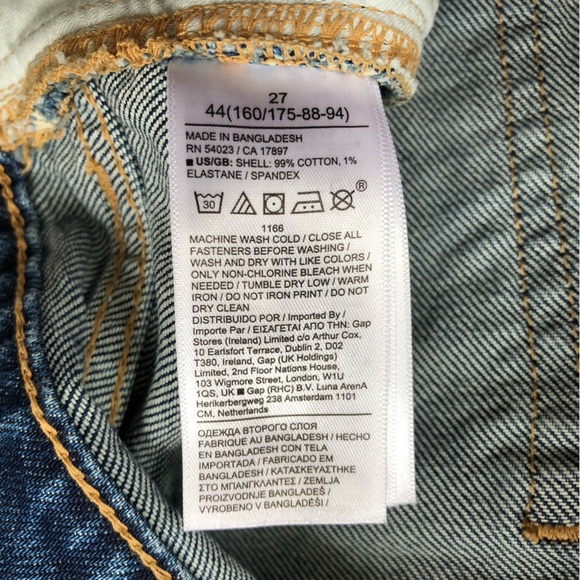 27
44(160/175-88-94)
MADE IN BANGLADESH
RN 54023 / CA 17897
■ US/GB: SHELL: 99% COTTON, 1%
ELASTANE / SPANDEX
30
®
1166
MACHINE WASH COLD / CLOSE ALL
FASTENERS BEFORE WASHING /
WASH AND DRY WITH LIKE COLORS /
ONLY NON-CHLORINE BLEACH WHEN
NEEDED / TUMBLE DRY LOW / WARM
IRON / DO NOT IRON PRINT / DO NOT
DRY CLEAN
DISTRIBUIDO POR / Imported By /
Importe Par / ΕΙΣΑΓΕΤΑΙ ΑΠΟ ΤΗΝ: Gap
Stores (Ireland) Limited c/o Arthur Cox,
10 Earlsfort Terrace, Dublin 2, D02
T380, Ireland, Gap (UK Holdings)
Limited, 2nd Floor Nations House,
103 Wigmore Street, London, W1U
1QS, UK ■ Gap (RHC) B.V. Luna ArenA
Herikerbergweg 238 Amsterdam 1101
CM, Netherlands
ОДЕЖДА ВТОРОГО СЛОЯ
FABRIQUE AU BANGLADESH / HECHO
EN BANGLADESH CON TELA
IMPORTADA / FABRICADO EM
BANGLADESH / ΚΑΤΑΣΚΕΥΑΣΤΗΚΕ
ΣΤΟ ΜΠΑΝΓΚΛΑΝΤΕΣ / ZEMLJA
PROIZVODNJE BANGLADEŠ /
VYROBENO V BANGLADÉŠI /